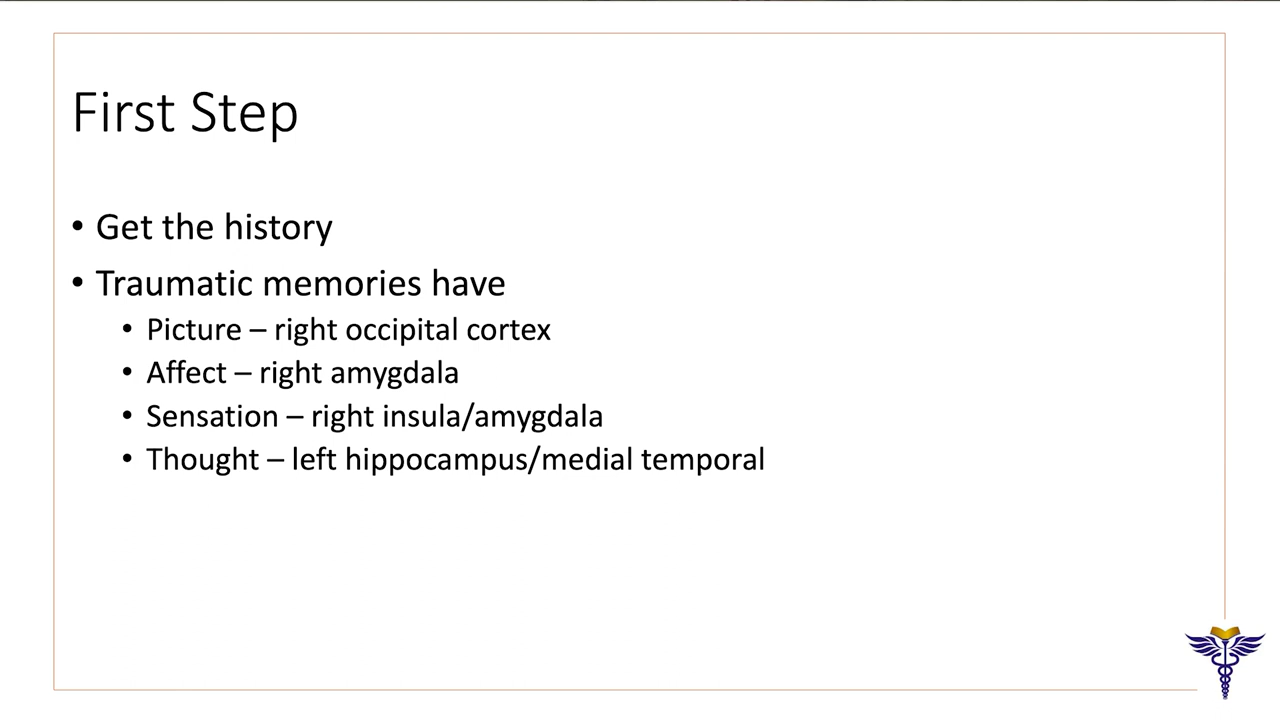 First Step
• Get the history
• Traumatic memories have
• Picture – right occipital cortex
• Affect – right amygdala
• Sensation – right insula/amygdala
• Thought – left hippocampus/medial temporal